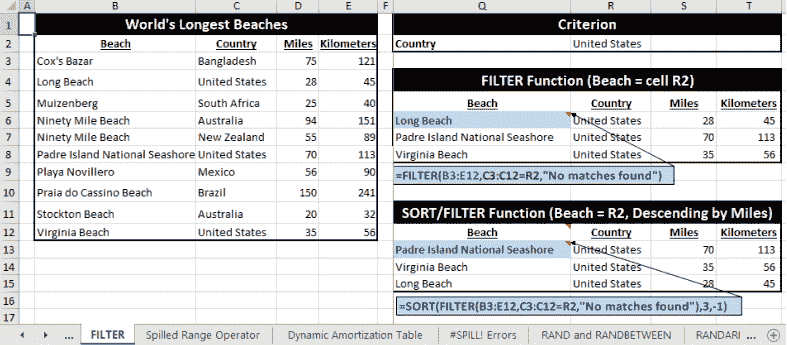 A B C D E F Q R S T
1 World's Longest Beaches Criterion
2 Beach Country Miles Kilometers Country United States
3 Cox's Bazar Bangladesh 75 121
4 Long Beach United States 28 45 FILTER Function (Beach = cell R2)
5 Muizenberg South Africa 25 40 Beach Country Miles Kilometers
6 Ninety Mile Beach Australia 94 151 Long Beach United States 28 45
7 Ninety Mile Beach New Zealand 55 89 Padre Island National Seashore United States 70 113
8 Padre Island National Seashore United States 70 113 Virginia Beach United States 35 56
9 Playa Novillero Mexico 56 90 =FILTER(B3:E12,C3:C12=R2,"No matches found")
10 Praia do Cassino Beach Brazil 150 241
11 Stockton Beach Australia 20 32 SORT/FILTER Function (Beach = R2, Descending by Miles)
12 Virginia Beach United States 35 56 Beach Country Miles Kilometers
13 Padre Island National Seashore United States 70 113
14 Virginia Beach United States 35 56
15 Long Beach United States 28 45
16 =SORT(FILTER(B3:E12,C3:C12=R2,"No matches found"),3,-1)
17
... FILTER Spilled Range Operator Dynamic Amortization Table #SPILL! Errors RAND and RANDBETWEEN RANDARI ...